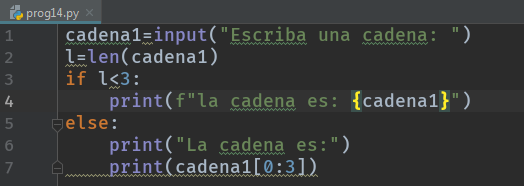 prog14.py
1 cadena1=input("Escriba una cadena: ")
2 l=len(cadena1)
3 if l<3:
4     print(f"la cadena es: {cadena1}")
5 else:
6     print("La cadena es:")
7     print(cadena1[0:3])